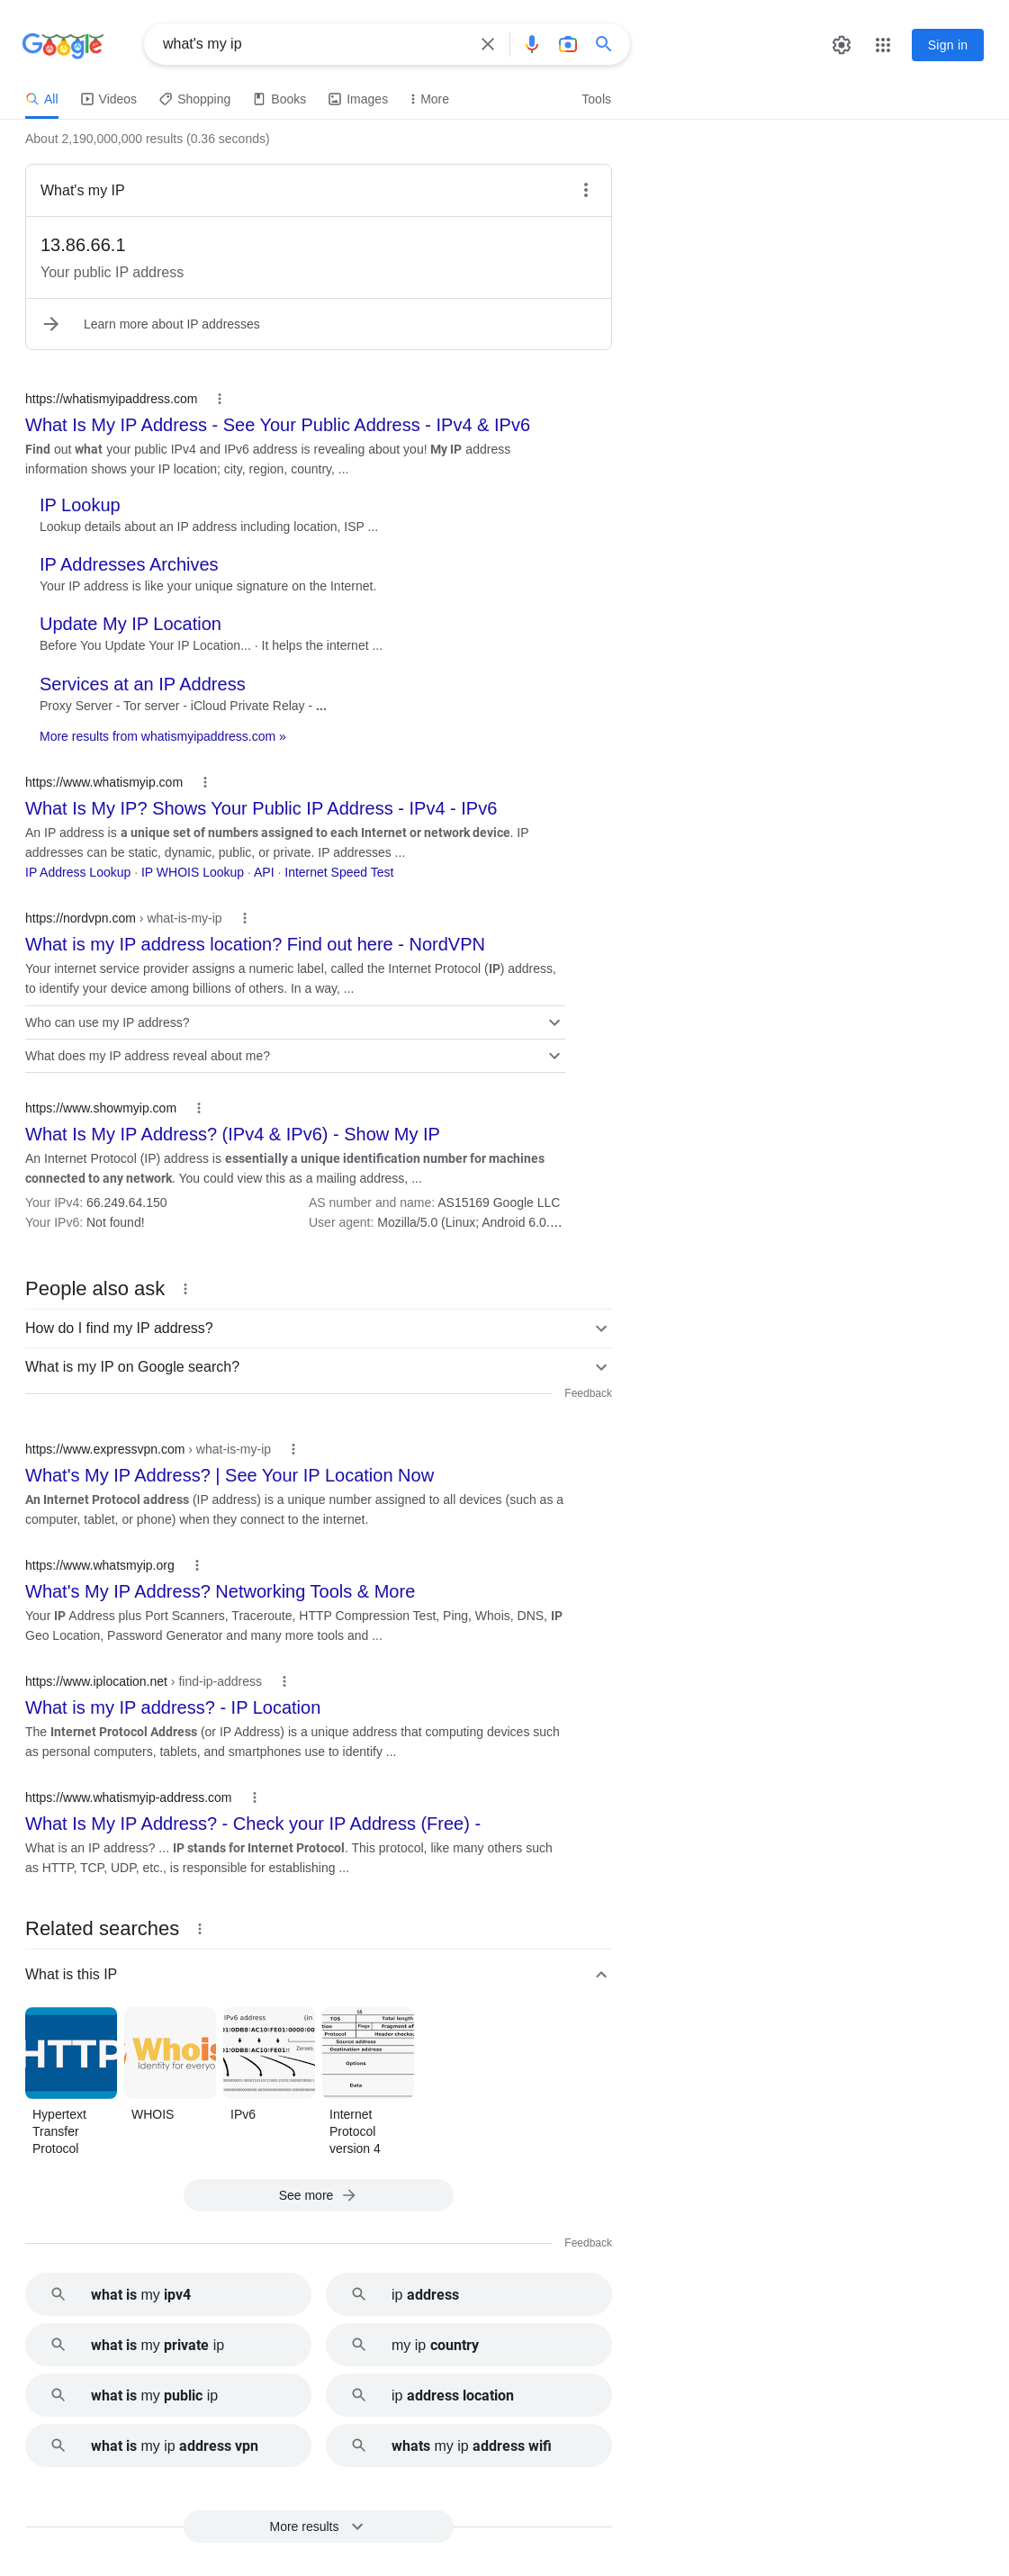 Google
what's my ip
Sign in
All
Videos
Shopping
Books
Images
More
Tools
About 2,190,000,000 results (0.36 seconds)
What's my IP
13.86.66.1
Your public IP address
Learn more about IP addresses
https://whatismyipaddress.com
What Is My IP Address - See Your Public Address - IPv4 & IPv6
Find out what your public IPv4 and IPv6 address is revealing about you! My IP address
information shows your IP location; city, region, country, ...
IP Lookup
Lookup details about an IP address including location, ISP ...
IP Addresses Archives
Your IP address is like your unique signature on the Internet.
Update My IP Location
Before You Update Your IP Location... · It helps the internet ...
Services at an IP Address
Proxy Server - Tor server - iCloud Private Relay - ...
More results from whatismyipaddress.com »
https://www.whatismyip.com
What Is My IP? Shows Your Public IP Address - IPv4 - IPv6
An IP address is a unique set of numbers assigned to each Internet or network device. IP
addresses can be static, dynamic, public, or private. IP addresses ...
IP Address Lookup · IP WHOIS Lookup · API · Internet Speed Test
https://nordvpn.com › what-is-my-ip
What is my IP address location? Find out here - NordVPN
Your internet service provider assigns a numeric label, called the Internet Protocol (IP) address,
to identify your device among billions of others. In a way, ...
Who can use my IP address?
What does my IP address reveal about me?
https://www.showmyip.com
What Is My IP Address? (IPv4 & IPv6) - Show My IP
An Internet Protocol (IP) address is essentially a unique identification number for machines
connected to any network. You could view this as a mailing address, ...
Your IPv4: 66.249.64.150
AS number and name: AS15169 Google LLC
Your IPv6: Not found!
User agent: Mozilla/5.0 (Linux; Android 6.0....
People also ask
How do I find my IP address?
What is my IP on Google search?
Feedback
https://www.expressvpn.com › what-is-my-ip
What's My IP Address? | See Your IP Location Now
An Internet Protocol address (IP address) is a unique number assigned to all devices (such as a
computer, tablet, or phone) when they connect to the internet.
https://www.whatsmyip.org
What's My IP Address? Networking Tools & More
Your IP Address plus Port Scanners, Traceroute, HTTP Compression Test, Ping, Whois, DNS, IP
Geo Location, Password Generator and many more tools and ...
https://www.iplocation.net › find-ip-address
What is my IP address? - IP Location
The Internet Protocol Address (or IP Address) is a unique address that computing devices such
as personal computers, tablets, and smartphones use to identify ...
https://www.whatismyip-address.com
What Is My IP Address? - Check your IP Address (Free) -
What is an IP address? ... IP stands for Internet Protocol. This protocol, like many others such
as HTTP, TCP, UDP, etc., is responsible for establishing ...
Related searches
What is this IP
HTTP
Whois
Identity for everyo
IPv6 address (in
Zeroes
16
TOS Total length
Flags Fragment of
Protocol Header checksu
Source address
Destination address
Options
Data
Hypertext
Transfer
Protocol
WHOIS
IPv6
Internet
Protocol
version 4
See more
Feedback
what is my ipv4
ip address
what is my private ip
my ip country
what is my public ip
ip address location
what is my ip address vpn
whats my ip address wifi
More results